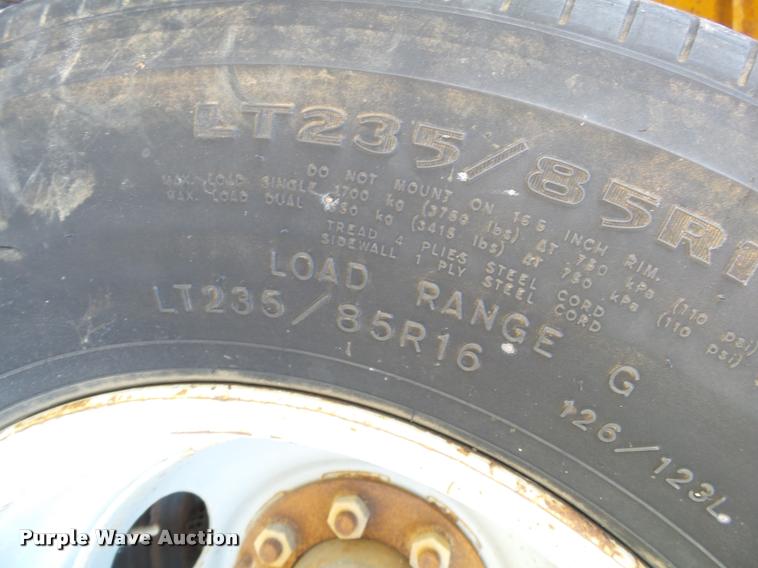 LT235/85R1
DO NOT MOUNT ON 16.5 INCH RIM.
MAX. LOAD SINGLE 1700 kg (3750 lbs) AT 760 kPa (110 psi)
MAX. LOAD DUAL 1550 kg (3415 lbs) AT 760 kPa (110 psi)
TREAD 4 PLIES STEEL CORD
SIDEWALL 1 PLY STEEL CORD
LOAD RANGE G
LT235/85R16
126/123L
Purple Wave Auction